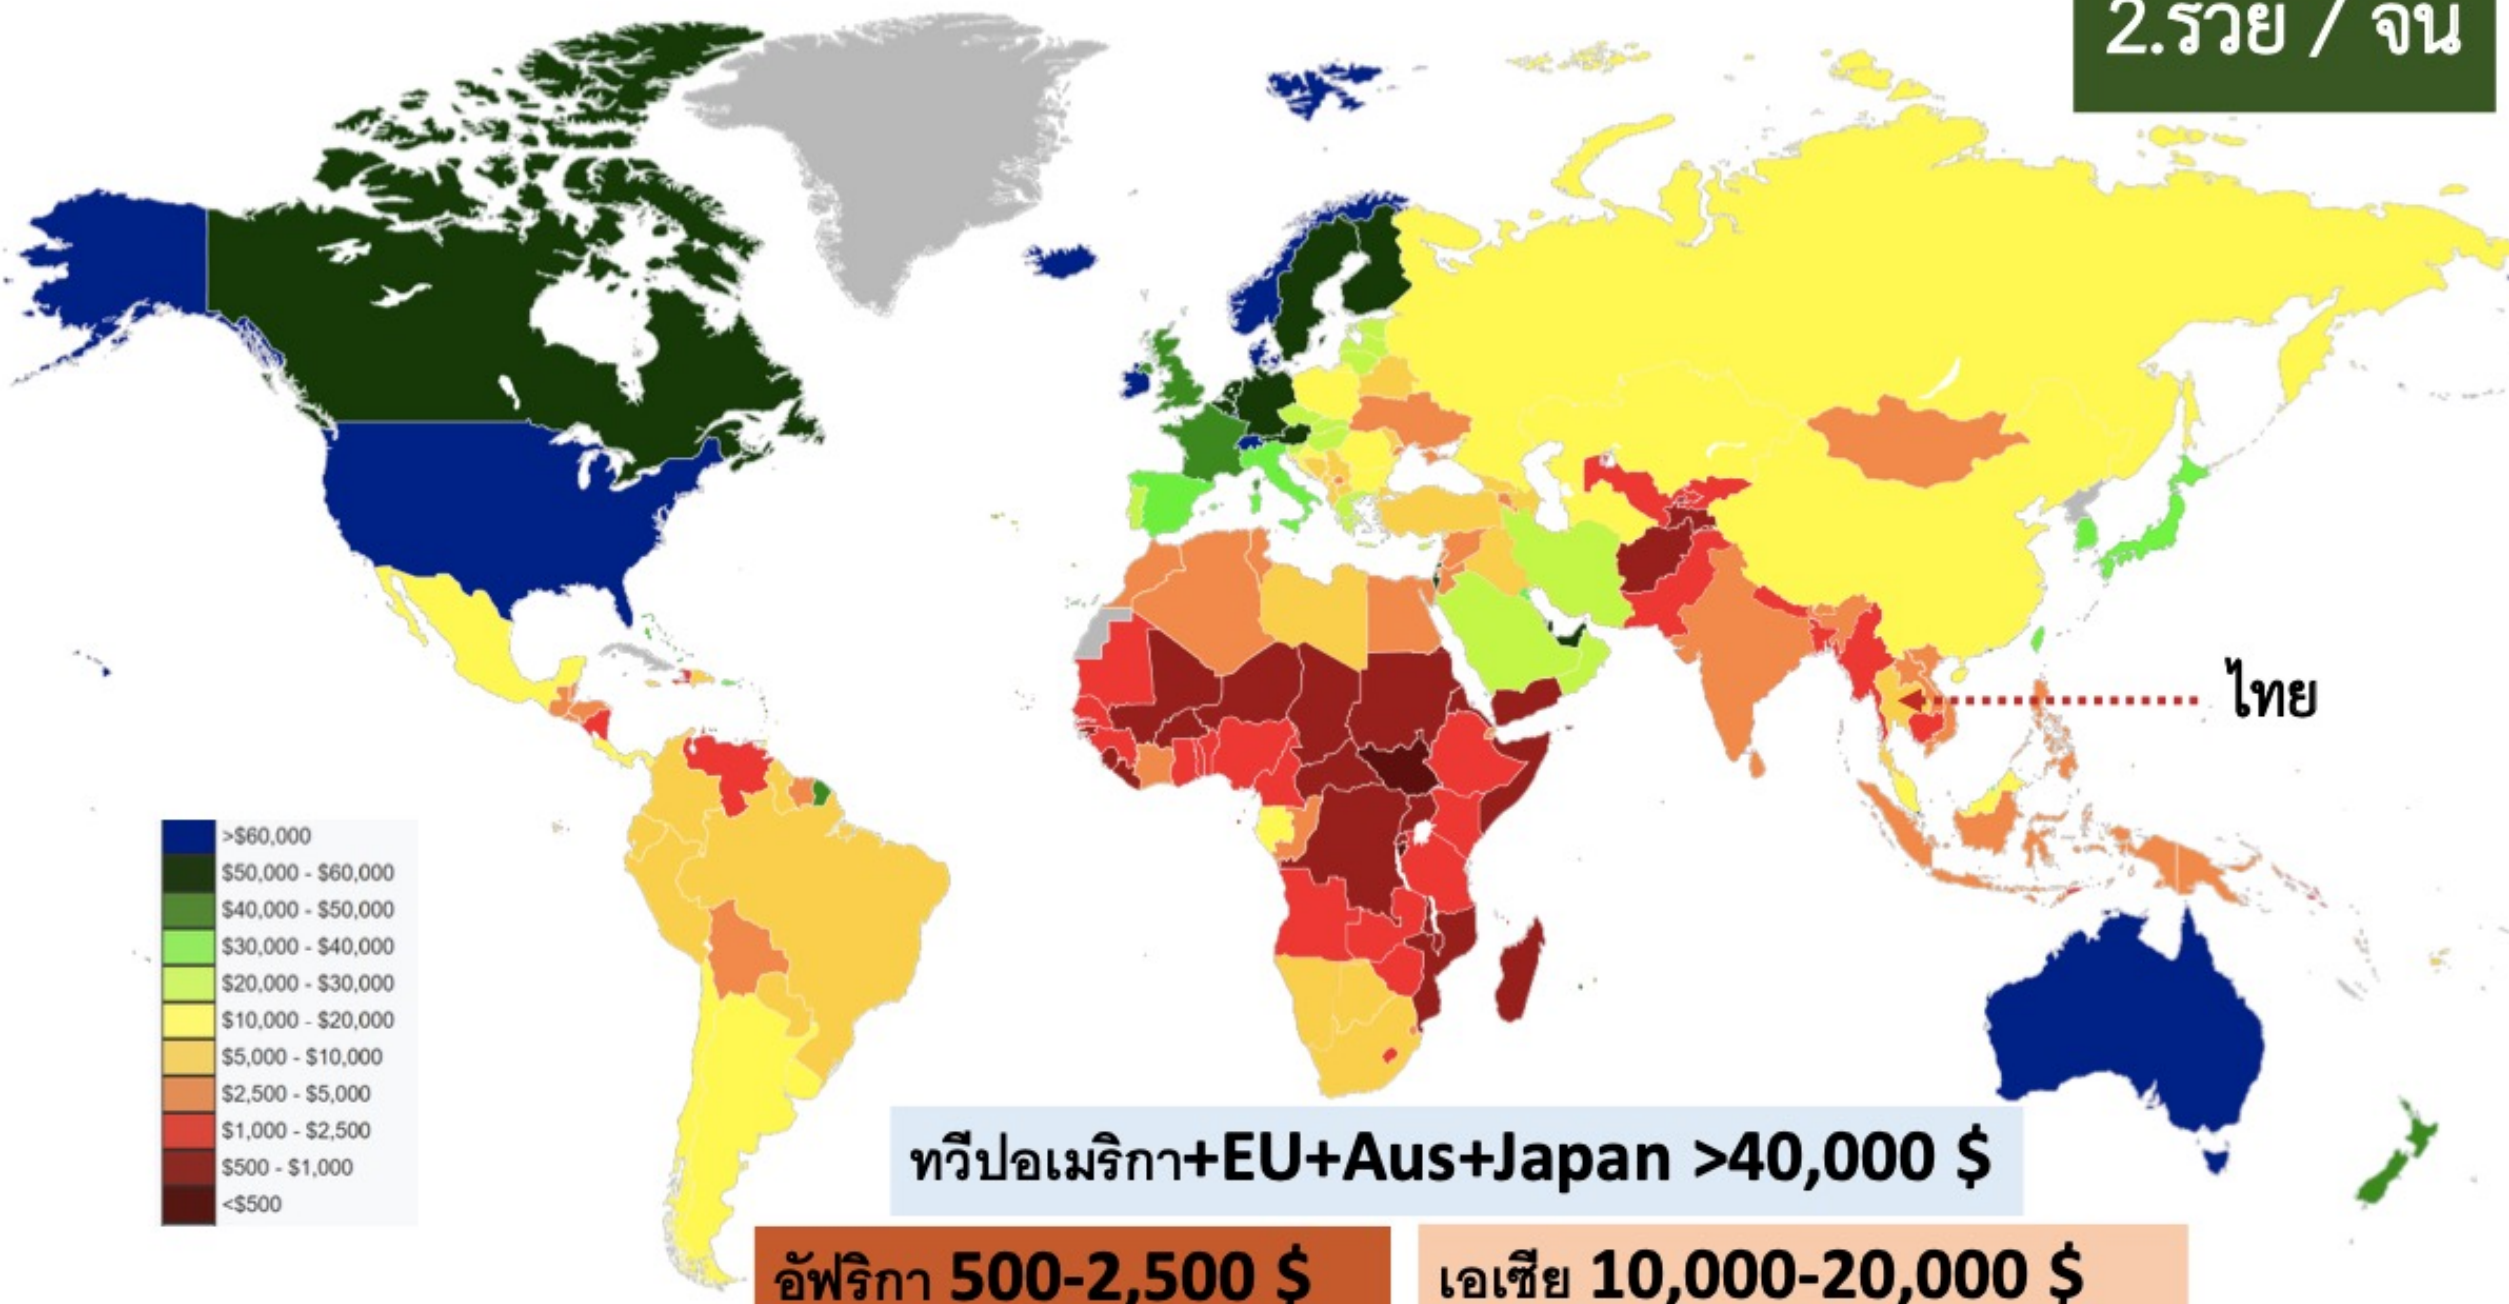 2.รวย / จน
ไทย
>$60,000
$50,000 - $60,000
$40,000 - $50,000
$30,000 - $40,000
$20,000 - $30,000
$10,000 - $20,000
$5,000 - $10,000
$2,500 - $5,000
$1,000 - $2,500
$500 - $1,000
<$500
ทวีปอเมริกา+EU+Aus+Japan >40,000 $
อัฟริกา 500-2,500 $
เอเซีย 10,000-20,000 $